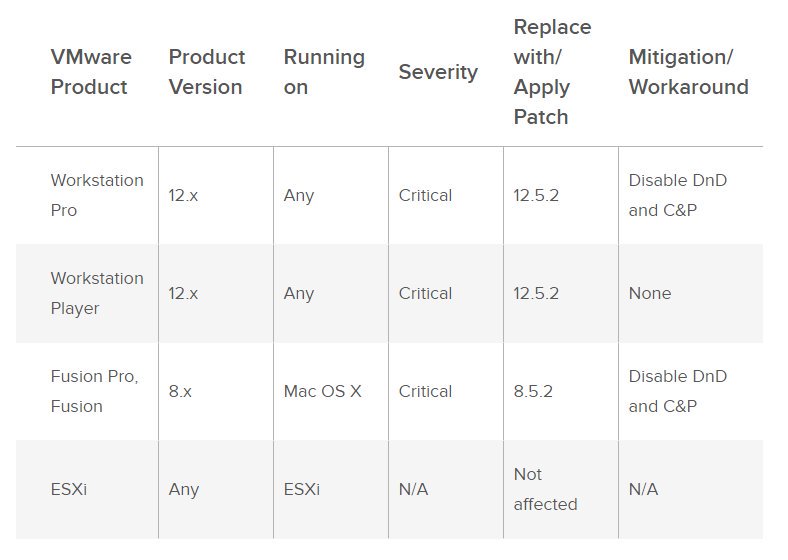 VMware Product | Product Version | Running on | Severity | Replace with/ Apply Patch | Mitigation/ Workaround
Workstation Pro | 12.x | Any | Critical | 12.5.2 | Disable DnD and C&P
Workstation Player | 12.x | Any | Critical | 12.5.2 | None
Fusion Pro, Fusion | 8.x | Mac OS X | Critical | 8.5.2 | Disable DnD and C&P
ESXi | Any | ESXi | N/A | Not affected | N/A